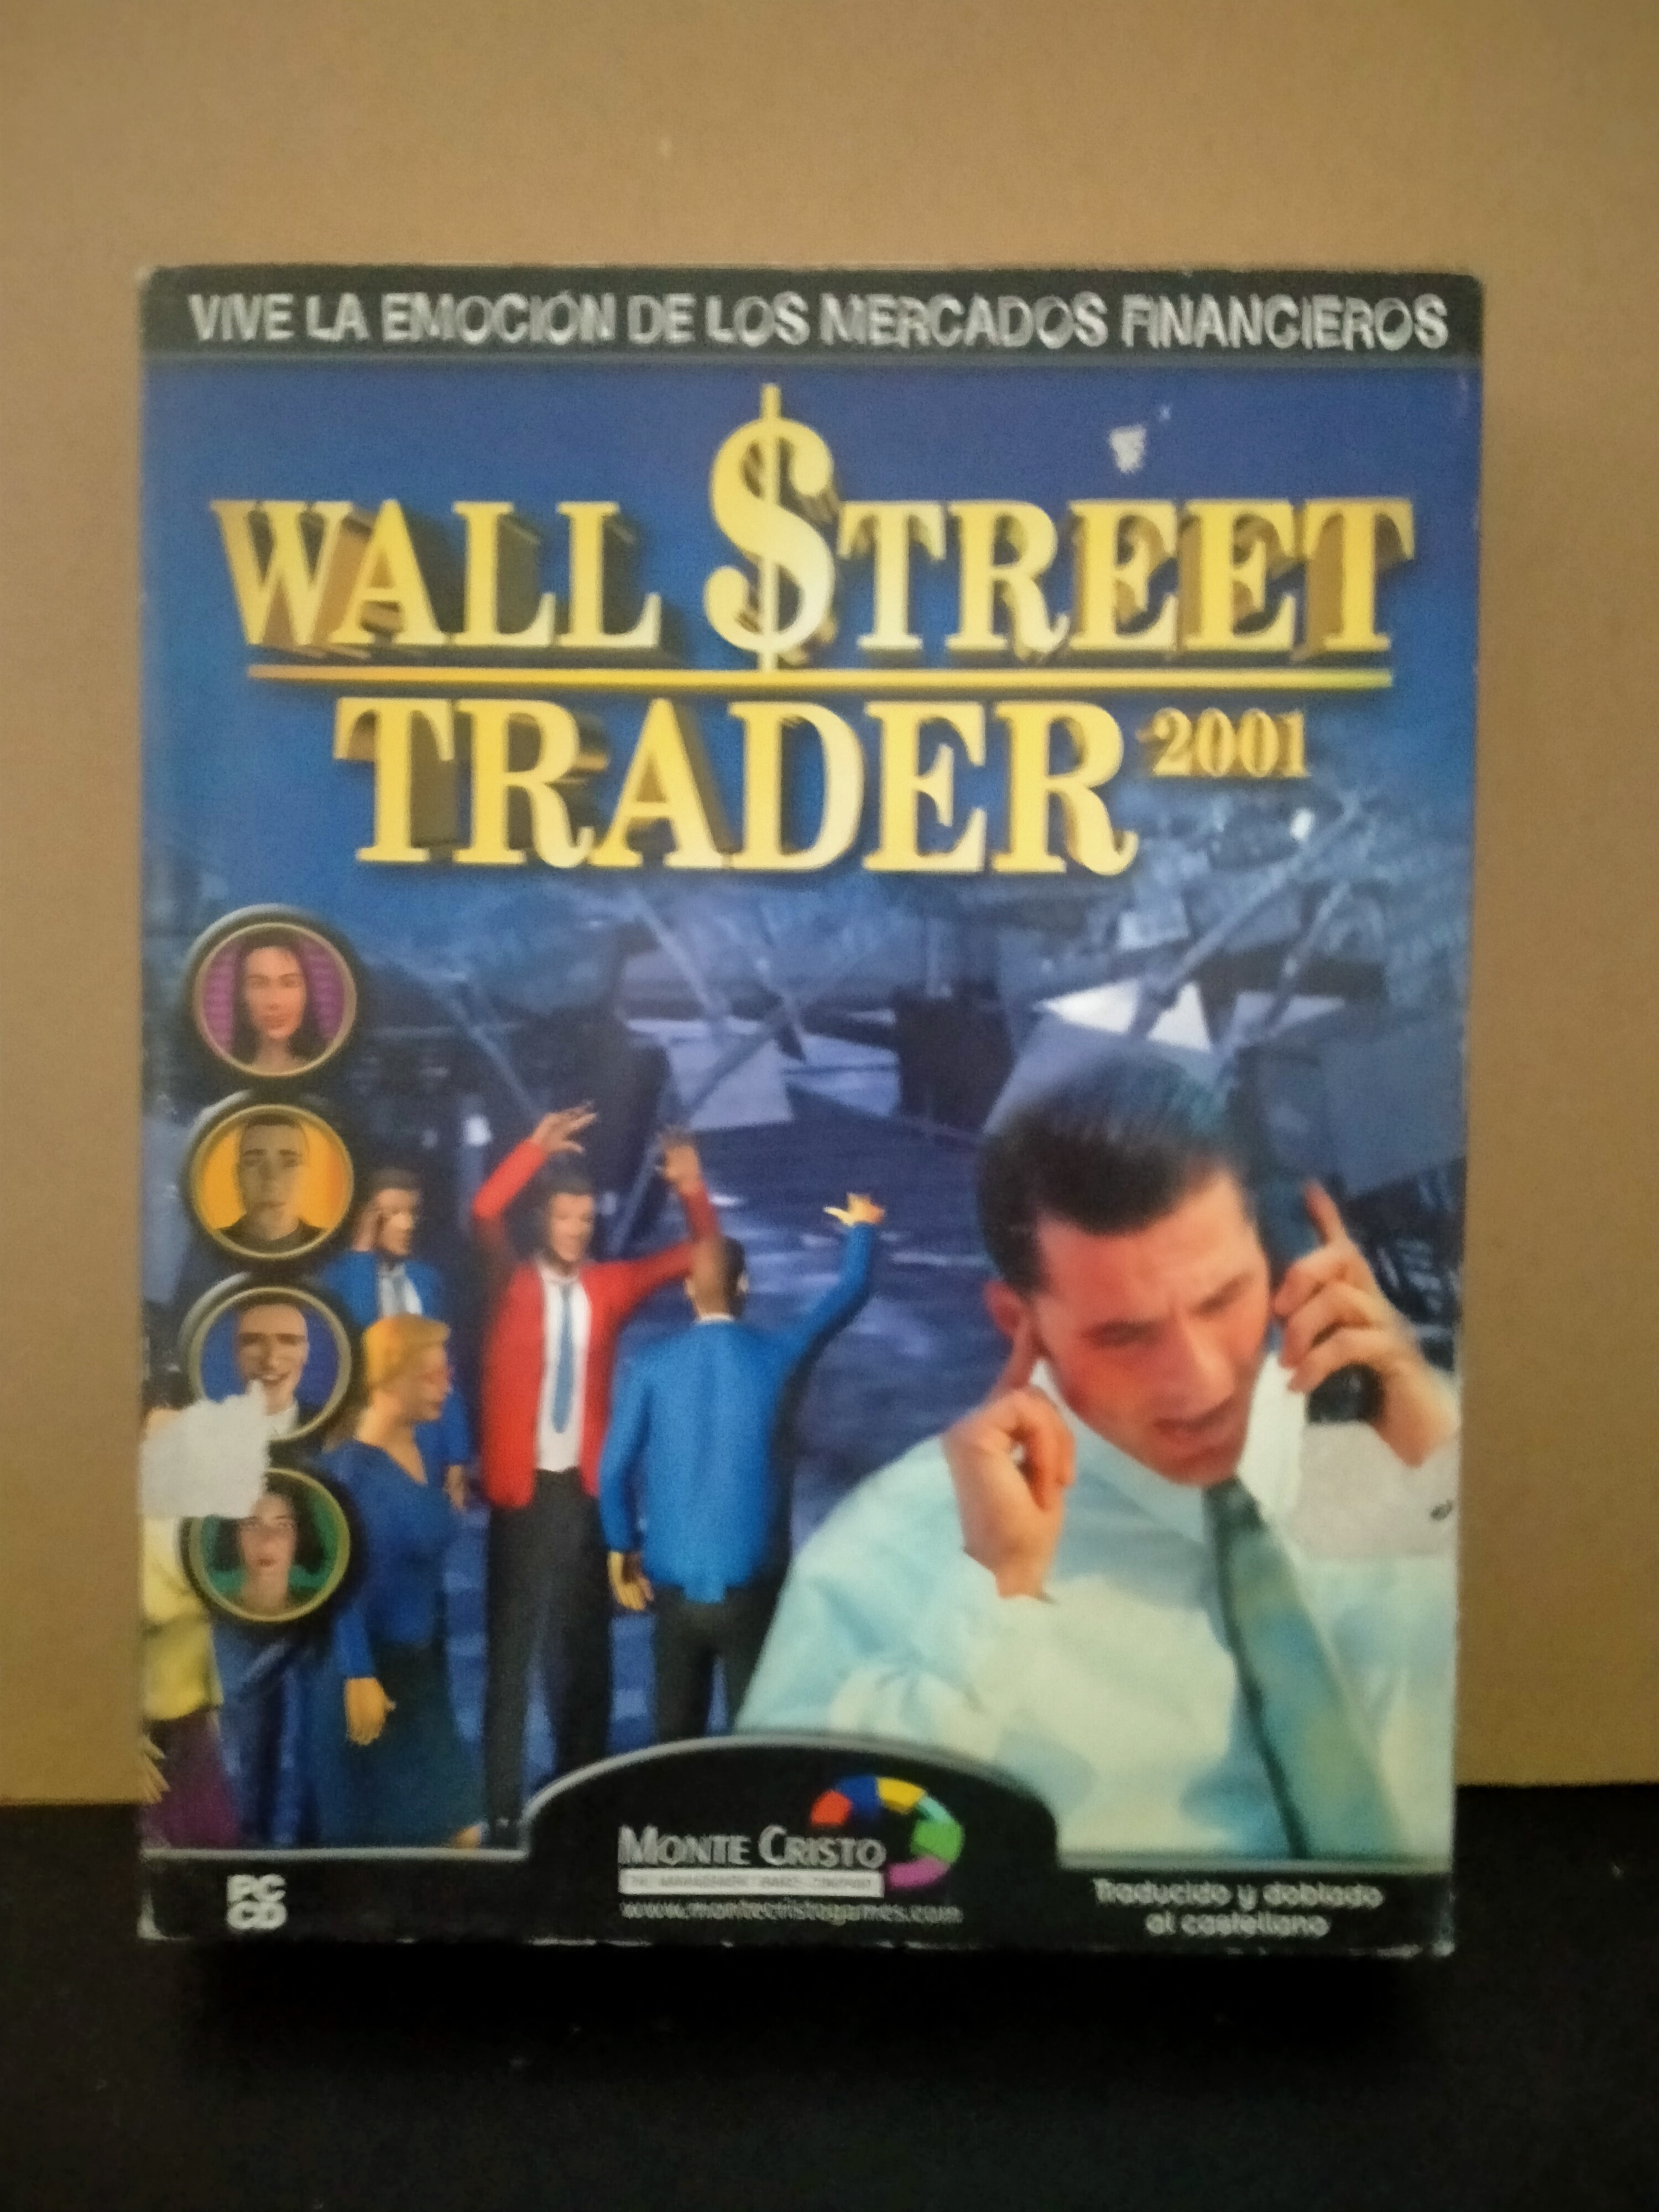 VIVE LA EMOCIÓN DE LOS MERCADOS FINANCIEROS
WALL $TREET
TRADER 2001
MONTE CRISTO
www.montecristogames.com
PC
CD
Traducido y doblado
al castellano